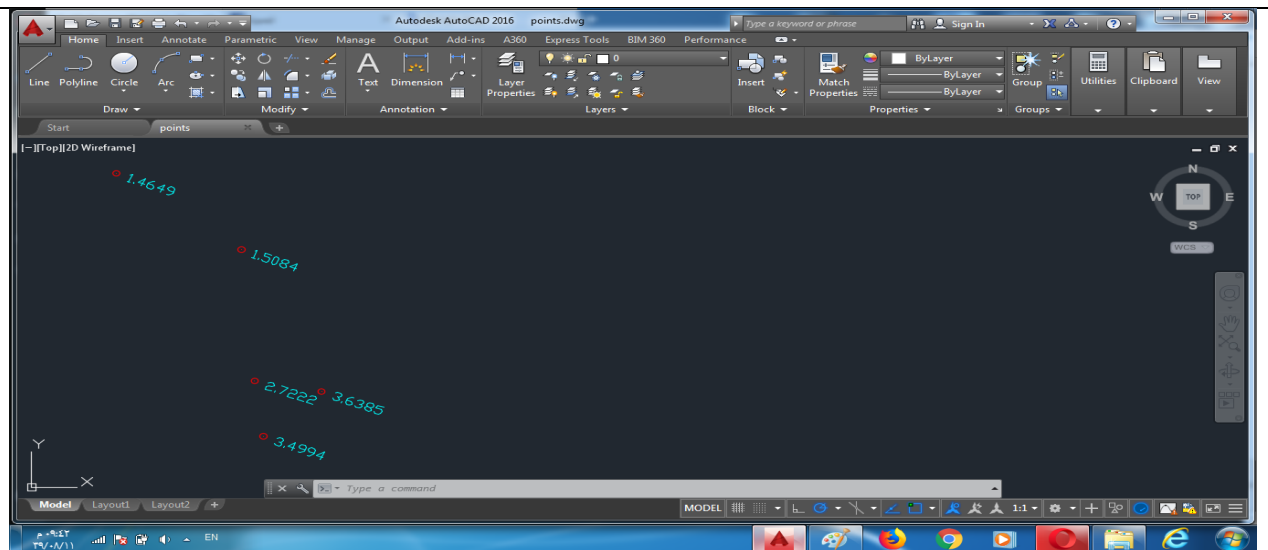 Autodesk AutoCAD 2016 points.dwg
Type a keyword or phrase
Sign In
Home Insert Annotate Parametric View Manage Output Add-ins A360 Express Tools BIM 360 Performance
0
ByLayer
ByLayer
ByLayer
Line Polyline Circle Arc
Text Dimension
Layer Properties
Insert
Match Properties
Group
Utilities Clipboard View
Draw Modify Annotation Layers Block Properties Groups
Start points
[−][Top][2D Wireframe]
N
W TOP E
S
WCS
1.4649
1.5084
2.7222
3.6385
3.4994
Y
X
Type a command
Model Layout1 Layout2 +
MODEL 1:1
EN